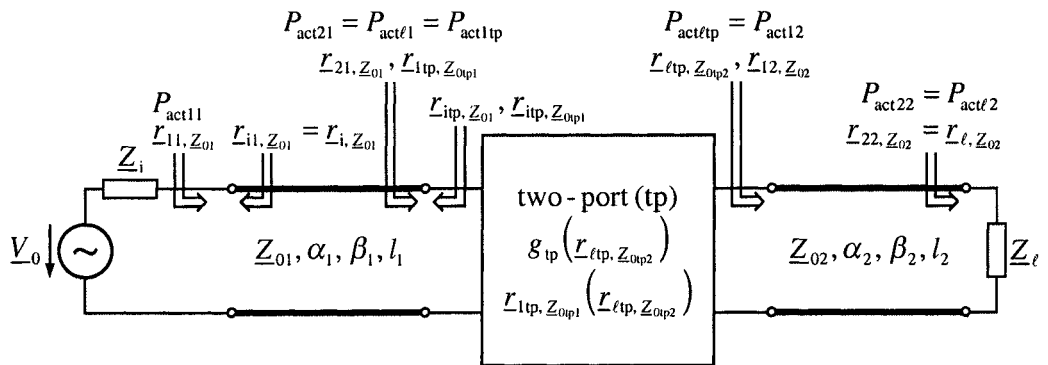 P_act21 = P_actℓ1 = P_act1tp
r_21, Z_01, r_1tp, Z_0tp1
P_actℓtp = P_act12
r_ℓtp, Z_0tp2, r_12, Z_02
P_act11
r_11, Z_01
r_i1, Z_01 = r_i, Z_01
r_itp, Z_01, r_itp, Z_0tp1
P_act22 = P_actℓ2
r_22, Z_02 = r_ℓ, Z_02
Z_i
V_0
~
Z_01, α_1, β_1, l_1
two-port (tp)
g_tp(r_ℓtp, Z_0tp2)
r_1tp, Z_0tp1(r_ℓtp, Z_0tp2)
Z_02, α_2, β_2, l_2
Z_ℓ